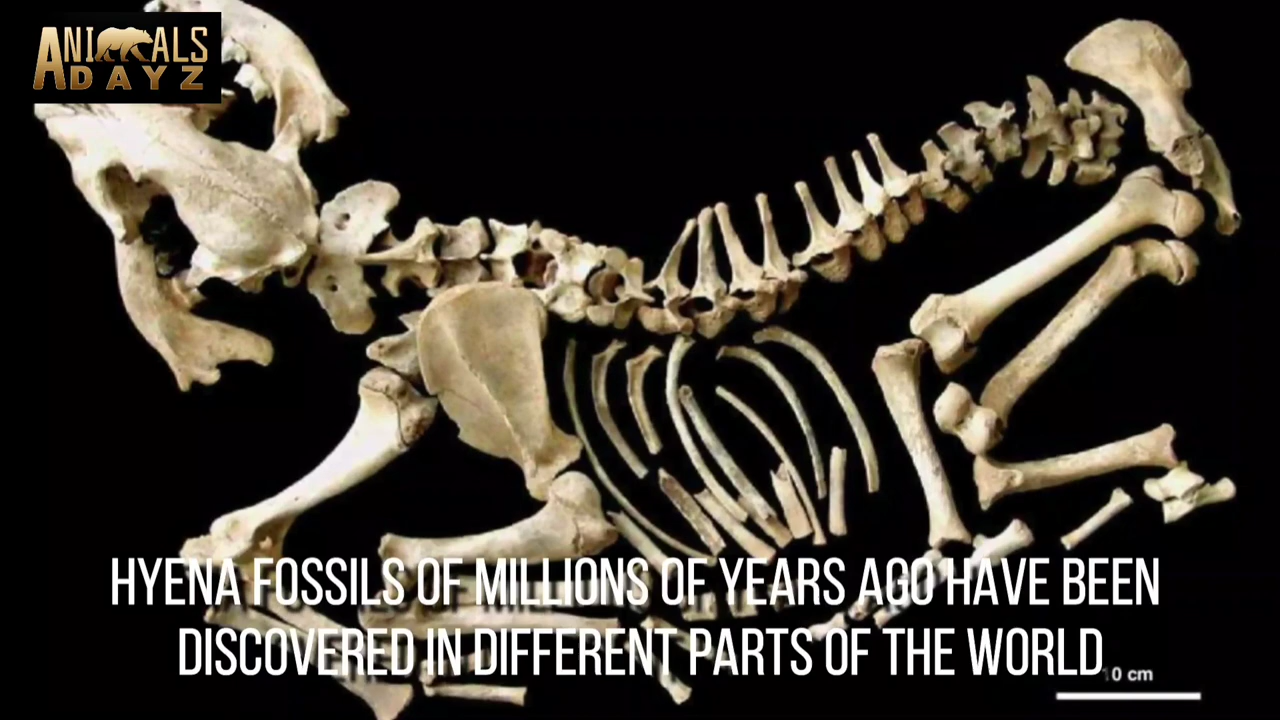 ANIMALS
DAYZ
HYENA FOSSILS OF MILLIONS OF YEARS AGO HAVE BEEN
DISCOVERED IN DIFFERENT PARTS OF THE WORLD
10 cm